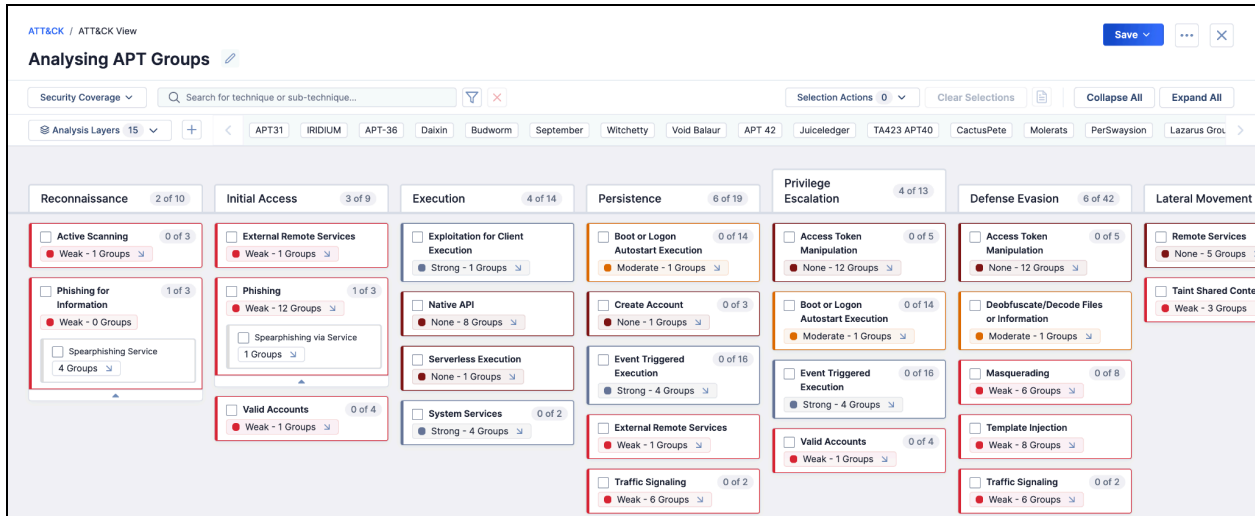 ATT&CK / ATT&CK View
Save
Analysing APT Groups
Security Coverage
Search for technique or sub-technique...
Selection Actions 0
Clear Selections
Collapse All
Expand All
Analysis Layers 15
APT31
IRIDIUM
APT-36
Daixin
Budworm
September
Witchetty
Void Balaur
APT 42
Juiceledger
TA423 APT40
CactusPete
Molerats
PerSwaysion
Lazarus Grou
Reconnaissance 2 of 10
Active Scanning 0 of 3
Weak - 1 Groups
Phishing for 1 of 3
Information
Weak - 0 Groups
Spearphishing Service
4 Groups
Initial Access 3 of 9
External Remote Services
Weak - 1 Groups
Phishing 1 of 3
Weak - 12 Groups
Spearphishing via Service
1 Groups
Valid Accounts 0 of 4
Weak - 1 Groups
Execution 4 of 14
Exploitation for Client
Execution
Strong - 1 Groups
Native API
None - 8 Groups
Serverless Execution
None - 1 Groups
System Services 0 of 2
Strong - 4 Groups
Persistence 6 of 19
Boot or Logon 0 of 14
Autostart Execution
Moderate - 1 Groups
Create Account 0 of 3
None - 1 Groups
Event Triggered 0 of 16
Execution
Strong - 4 Groups
External Remote Services
Weak - 1 Groups
Traffic Signaling 0 of 2
Weak - 6 Groups
Privilege
Escalation 4 of 13
Access Token 0 of 5
Manipulation
None - 12 Groups
Boot or Logon 0 of 14
Autostart Execution
Moderate - 1 Groups
Event Triggered 0 of 16
Execution
Strong - 4 Groups
Valid Accounts 0 of 4
Weak - 1 Groups
Defense Evasion 6 of 42
Access Token 0 of 5
Manipulation
None - 12 Groups
Deobfuscate/Decode Files
or Information
Moderate - 1 Groups
Masquerading 0 of 8
Weak - 6 Groups
Template Injection
Weak - 8 Groups
Traffic Signaling 0 of 2
Weak - 6 Groups
Lateral Movement
Remote Services
None - 5 Groups
Taint Shared Conte
Weak - 3 Groups